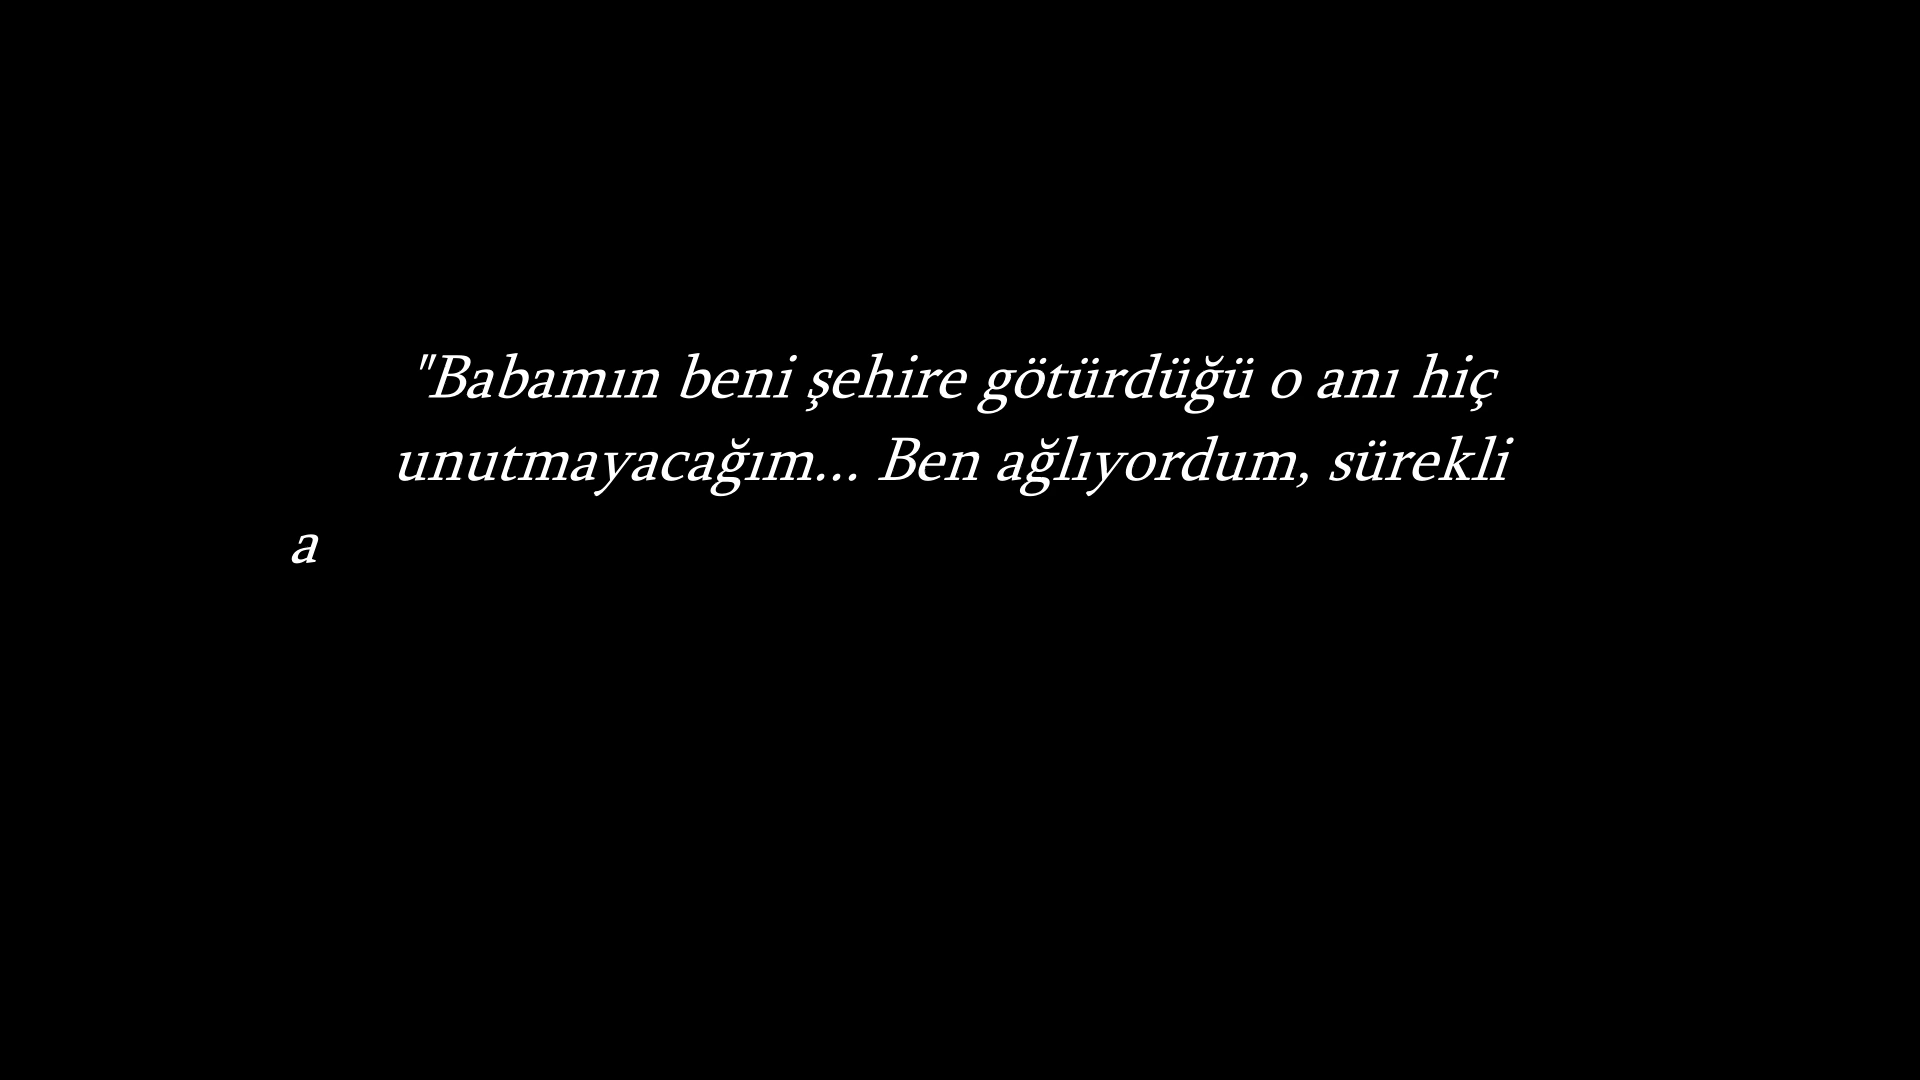 "Babamın beni şehire götürdüğü o anı hiç
unutmayacağım... Ben ağlıyordum, sürekli
a